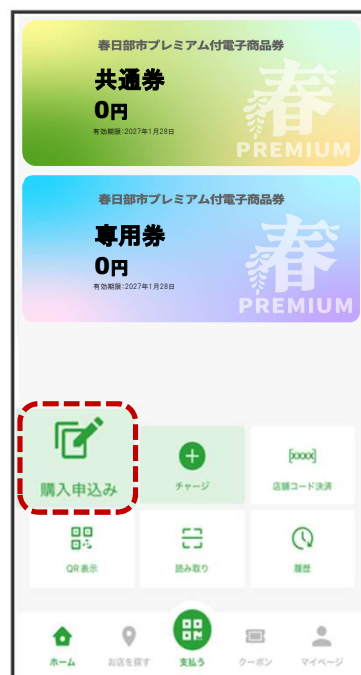 春日部市プレミアム付電子商品券
共通券
0円
有効期限:2027年1月28日
春
PREMIUM
春日部市プレミアム付電子商品券
専用券
0円
有効期限:2027年1月28日
春
PREMIUM
購入申込み
チャージ
[xxxx]
店舗コード決済
QR表示
読み取り
履歴
ホーム
お店を探す
支払う
クーポン
マイページ